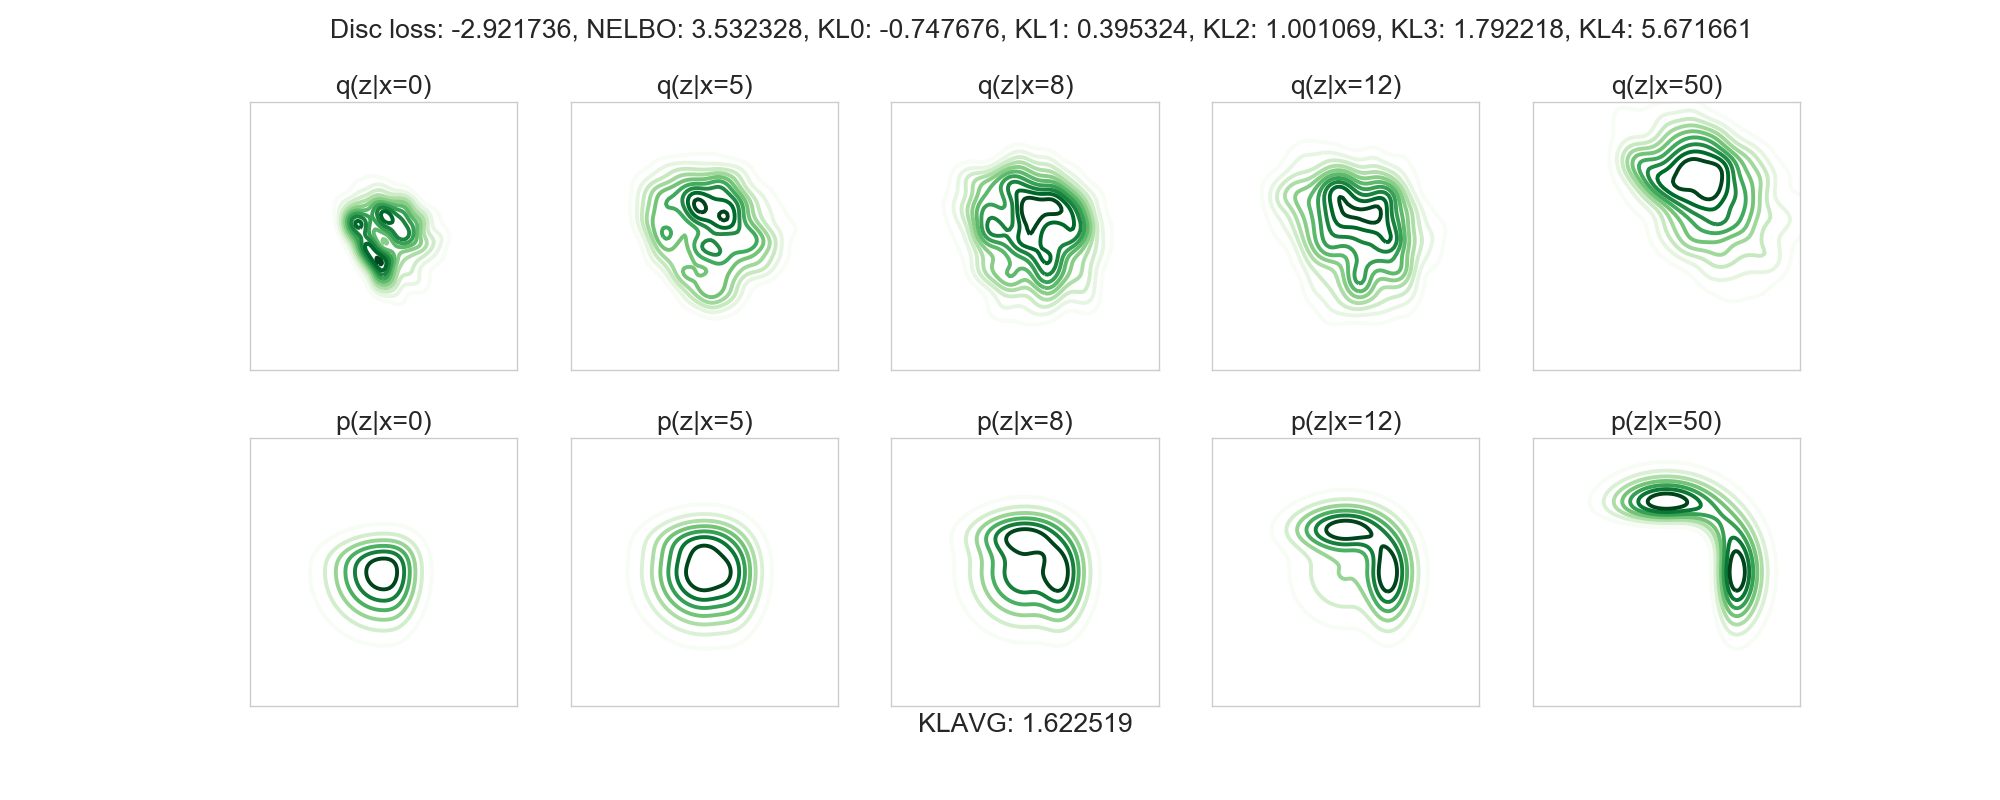 Disc loss: -2.921736, NELBO: 3.532328, KL0: -0.747676, KL1: 0.395324, KL2: 1.001069, KL3: 1.792218, KL4: 5.671661
q(z|x=0) q(z|x=5) q(z|x=8) q(z|x=12) q(z|x=50)
p(z|x=0) p(z|x=5) p(z|x=8) p(z|x=12) p(z|x=50)
KLAVG: 1.622519